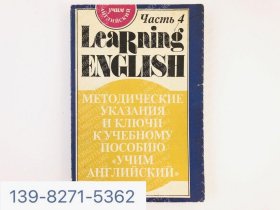 УЧИМ
АНГЛИЙСКИЙ
Часть 4
Learning
ENGLISH
МЕТОДИЧЕСКИЕ
УКАЗАНИЯ
И КЛЮЧИ
К УЧЕБНОМУ
ПОСОБИЮ
«УЧИМ
АНГЛИЙСКИЙ»
139-8271-5362